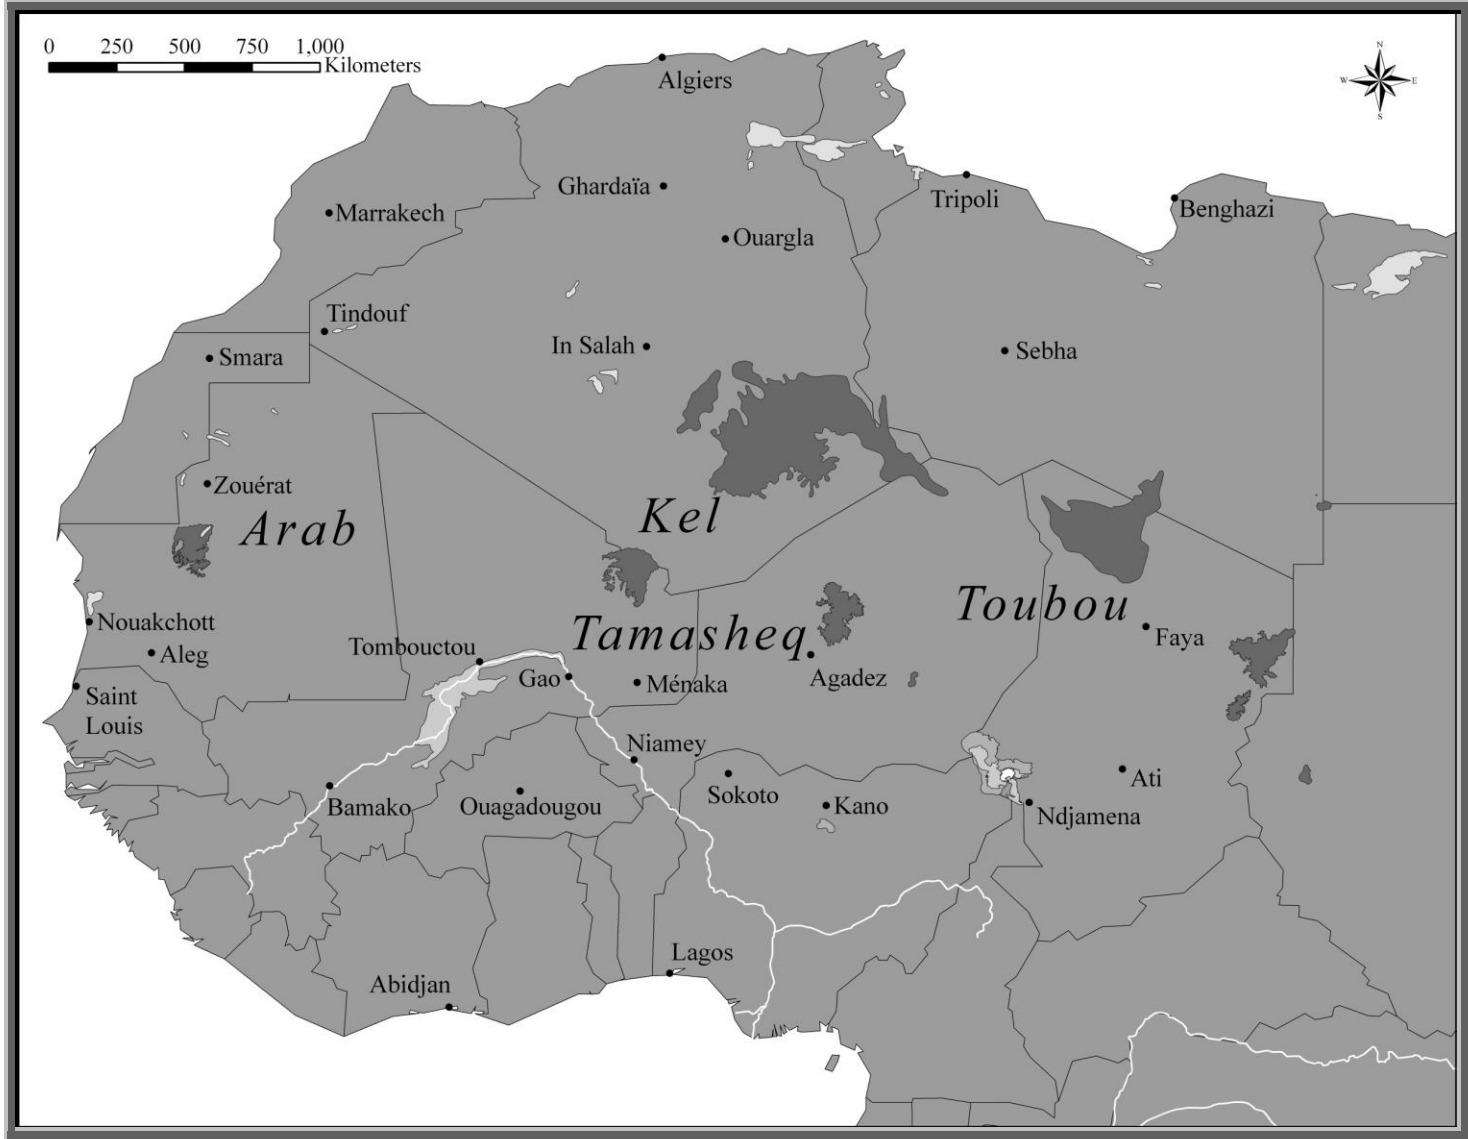 0 250 500 750 1,000
Kilometers
N
W E
S
Algiers
Ghardaïa
Tripoli
Marrakech
Benghazi
Ouargla
Tindouf
In Salah
Sebha
Smara
Zouérat
Arab
Kel
Toubou
Nouakchott
Tamasheq
Faya
Tombouctou
Aleg
Gao
Ménaka
Agadez
Saint
Louis
Niamey
Ati
Sokoto
Bamako
Ouagadougou
Kano
Ndjamena
Lagos
Abidjan